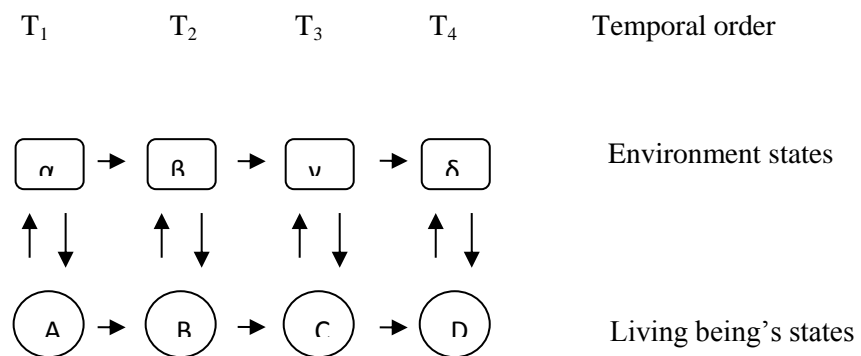 T₁ T₂ T₃ T₄ Temporal order
α β γ δ Environment states
A B C D Living being's states